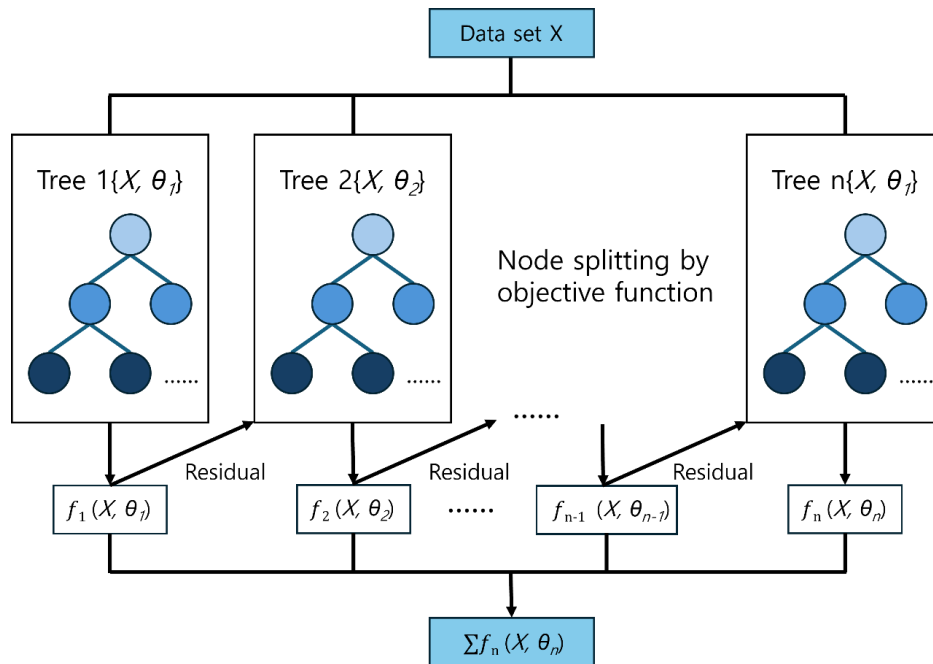 Data set X
Tree 1{X, θ₁}
Tree 2{X, θ₂}
Tree n{X, θ₁}
Node splitting by
objective function
......
......
......
......
Residual
Residual
Residual
f₁ (X, θ₁)
f₂ (X, θ₂)
......
fₙ₋₁ (X, θₙ₋₁)
fₙ (X, θₙ)
∑fₙ (X, θₙ)